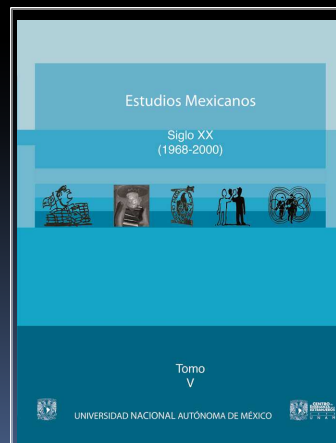 Estudios Mexicanos
Siglo XX
(1968-2000)
Tomo
V
UNIVERSIDAD NACIONAL AUTÓNOMA DE MÉXICO